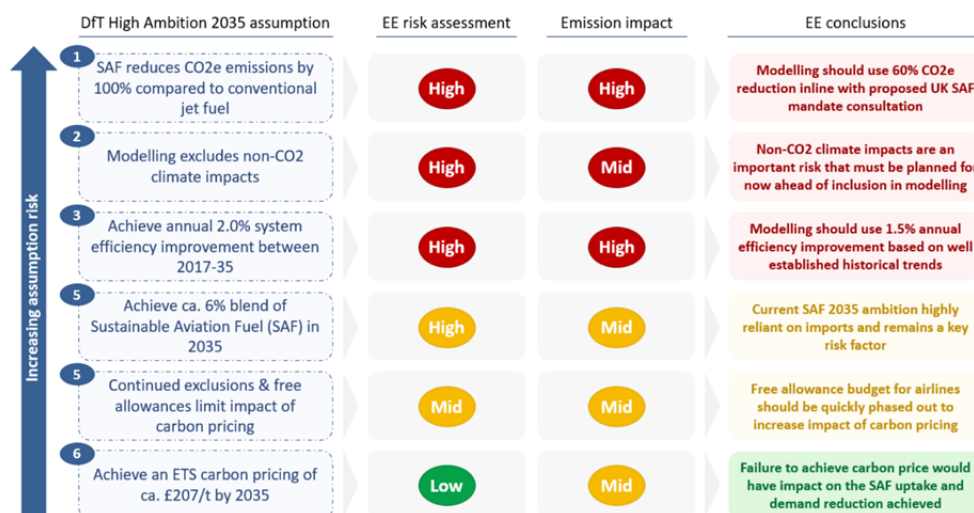 DfT High Ambition 2035 assumption
EE risk assessment
Emission impact
EE conclusions
Increasing assumption risk
1
SAF reduces CO2e emissions by
100% compared to conventional
jet fuel
High
High
Modelling should use 60% CO2e
reduction inline with proposed UK SAF
mandate consultation
2
Modelling excludes non-CO2
climate impacts
High
Mid
Non-CO2 climate impacts are an
important risk that must be planned for
now ahead of inclusion in modelling
3
Achieve annual 2.0% system
efficiency improvement between
2017-35
High
High
Modelling should use 1.5% annual
efficiency improvement based on well
established historical trends
5
Achieve ca. 6% blend of
Sustainable Aviation Fuel (SAF) in
2035
High
Mid
Current SAF 2035 ambition highly
reliant on imports and remains a key
risk factor
5
Continued exclusions & free
allowances limit impact of
carbon pricing
Mid
Mid
Free allowance budget for airlines
should be quickly phased out to
increase impact of carbon pricing
6
Achieve an ETS carbon pricing of
ca. £207/t by 2035
Low
Mid
Failure to achieve carbon price would
have impact on the SAF uptake and
demand reduction achieved